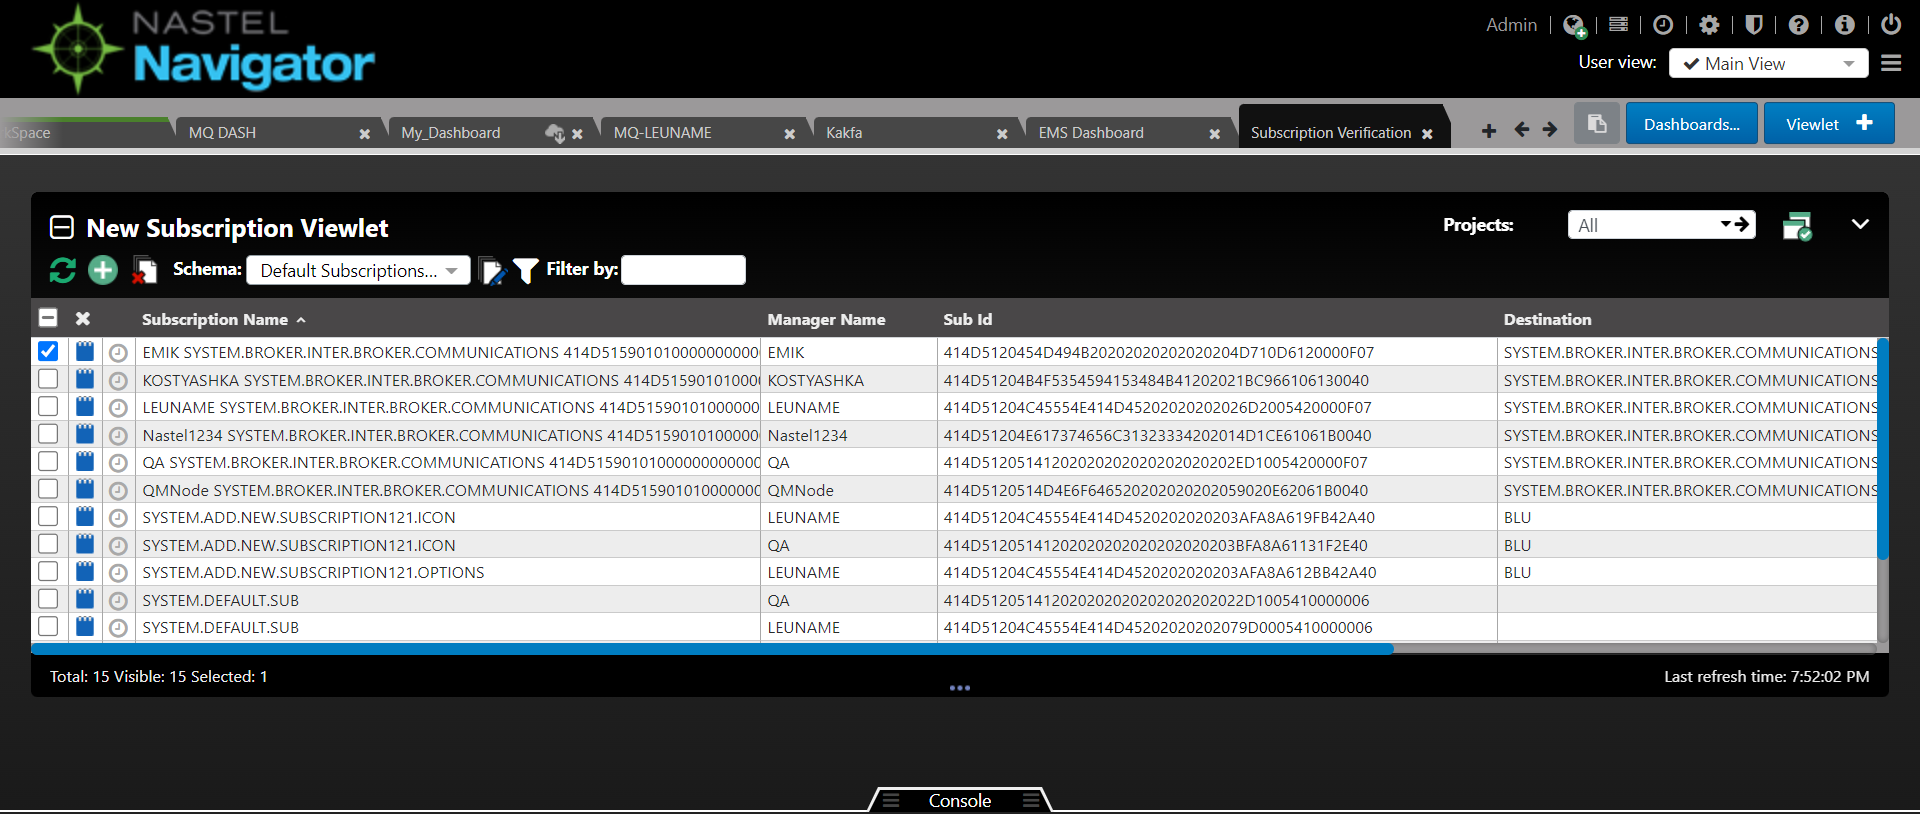 NASTEL
Navigator
Admin
User view: Main View
kSpace MQ DASH My_Dashboard MQ-LEUNAME Kakfa EMS Dashboard Subscription Verification Dashboards... Viewlet
New Subscription Viewlet Projects: All
Schema: Default Subscriptions... Filter by:
Subscription Name Manager Name Sub Id Destination
EMIK SYSTEM.BROKER.INTER.BROKER.COMMUNICATIONS 414D515901010000000000 EMIK 414D5120454D494B20202020202020204D710D6120000F07 SYSTEM.BROKER.INTER.BROKER.COMMUNICATIONS
KOSTYASHKA SYSTEM.BROKER.INTER.BROKER.COMMUNICATIONS 414D5159010100000 KOSTYASHKA 414D51204B4F5354594153484B41202021BC966106130040 SYSTEM.BROKER.INTER.BROKER.COMMUNICATIONS
LEUNAME SYSTEM.BROKER.INTER.BROKER.COMMUNICATIONS 414D51590101000000 LEUNAME 414D51204C45554E414D45202020202026D2005420000F07 SYSTEM.BROKER.INTER.BROKER.COMMUNICATIONS
Nastel1234 SYSTEM.BROKER.INTER.BROKER.COMMUNICATIONS 414D51590101000000 Nastel1234 414D51204E617374656C31323334202014D1CE61061B0040 SYSTEM.BROKER.INTER.BROKER.COMMUNICATIONS
QA SYSTEM.BROKER.INTER.BROKER.COMMUNICATIONS 414D51590101000000000000 QA 414D5120514120202020202020202020202ED1005420000F07 SYSTEM.BROKER.INTER.BROKER.COMMUNICATIONS
QMNode SYSTEM.BROKER.INTER.BROKER.COMMUNICATIONS 414D515901010000000 QMNode 414D5120514D4E6F64652020202020202059020E62061B0040 SYSTEM.BROKER.INTER.BROKER.COMMUNICATIONS
SYSTEM.ADD.NEW.SUBSCRIPTION121.ICON LEUNAME 414D51204C45554E414D4520202020203AFA8A619FB42A40 BLU
SYSTEM.ADD.NEW.SUBSCRIPTION121.ICON QA 414D51205141202020202020202020203BFA8A61131F2E40 BLU
SYSTEM.ADD.NEW.SUBSCRIPTION121.OPTIONS LEUNAME 414D51204C45554E414D4520202020203AFA8A612BB42A40 BLU
SYSTEM.DEFAULT.SUB QA 414D512051412020202020202020202022D1005410000006
SYSTEM.DEFAULT.SUB LEUNAME 414D51204C45554E414D45202020202079D0005410000006
Total: 15 Visible: 15 Selected: 1 Last refresh time: 7:52:02 PM
Console